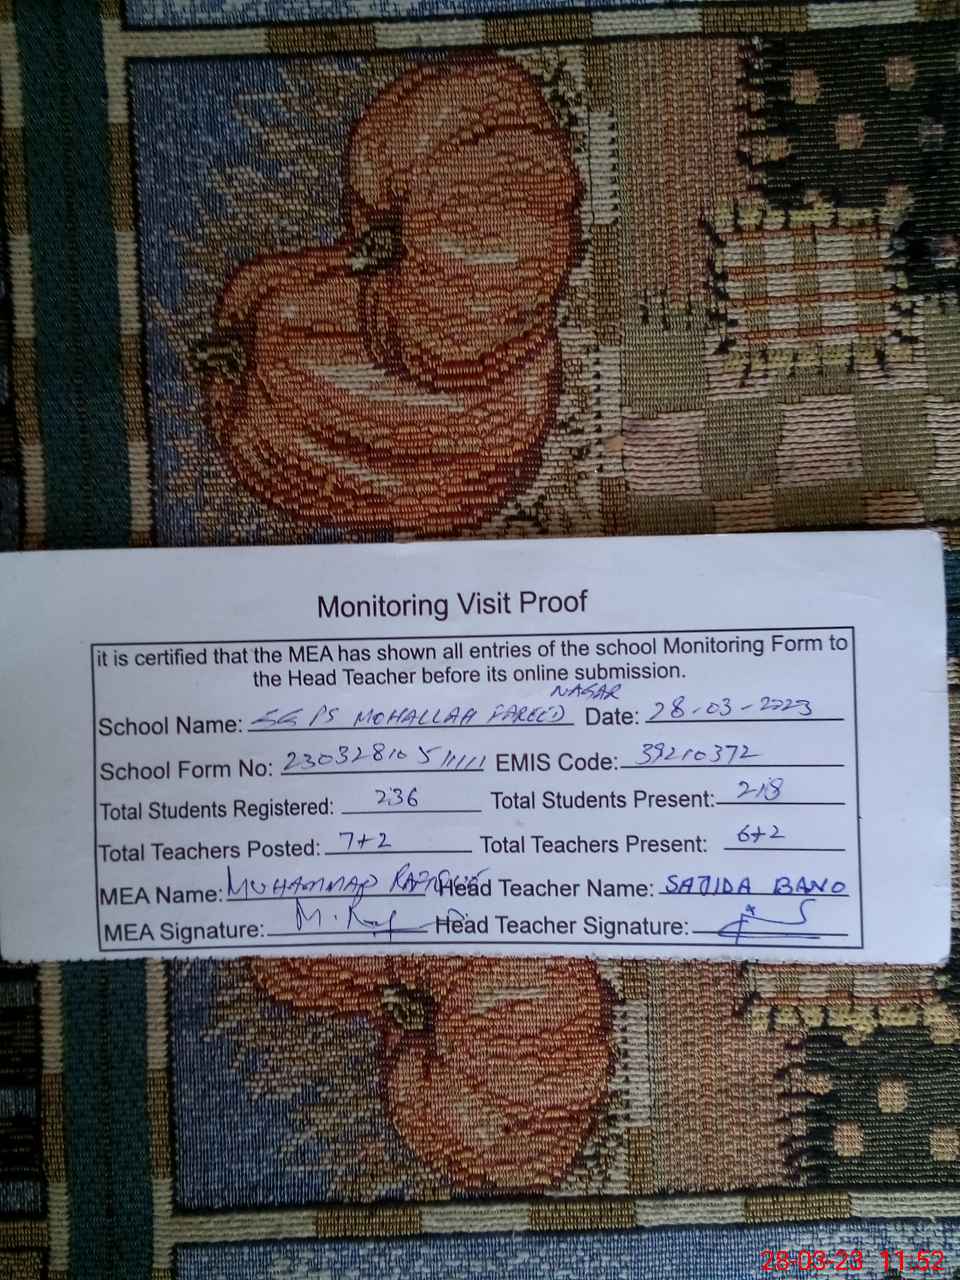 Monitoring Visit Proof
it is certified that the MEA has shown all entries of the school Monitoring Form to
the Head Teacher before its online submission.
NAGAR
School Name: PS MOHALLAH FAREED Date: 28-03-2023
School Form No: EMIS Code: 39210372
Total Students Registered: 236 Total Students Present: 218
Total Teachers Posted: 7+2 Total Teachers Present: 6+2
MEA Name: MUHAMMAD Head Teacher Name: SAJIDA BANO
MEA Signature: Head Teacher Signature:
28-03-23 11:52